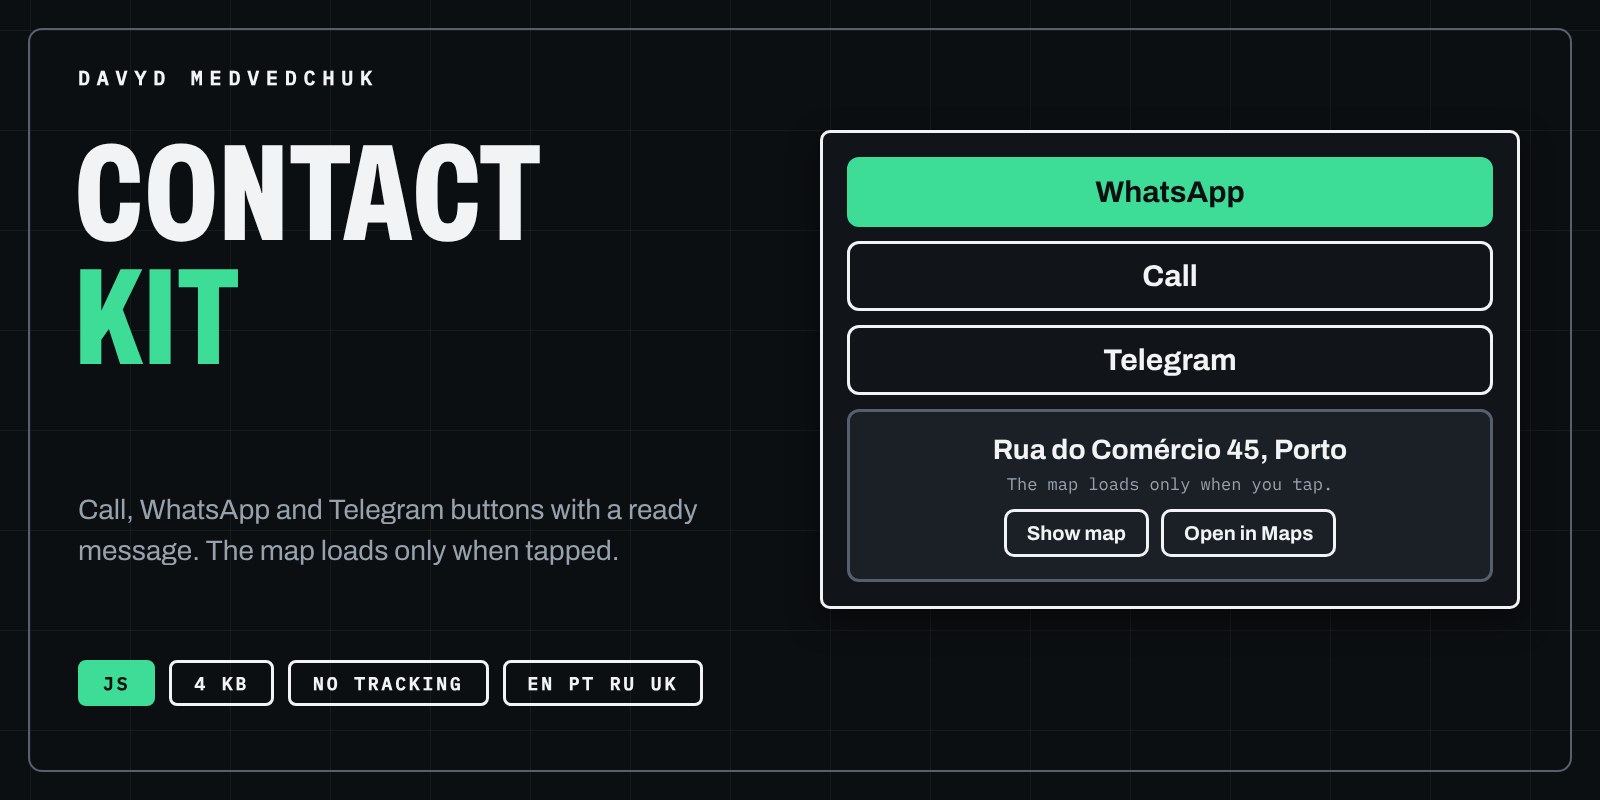 DAVYD MEDVEDCHUK
CONTACT
KIT
Call, WhatsApp and Telegram buttons with a ready
message. The map loads only when tapped.
JS
4 KB
NO TRACKING
EN PT RU UK
WhatsApp
Call
Telegram
Rua do Comércio 45, Porto
The map loads only when you tap.
Show map
Open in Maps